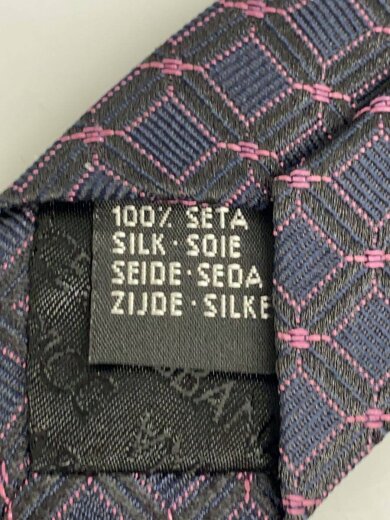 100% SETA
SILK·SOIE
SEIDE·SEDA
ZIJDE·SILKE